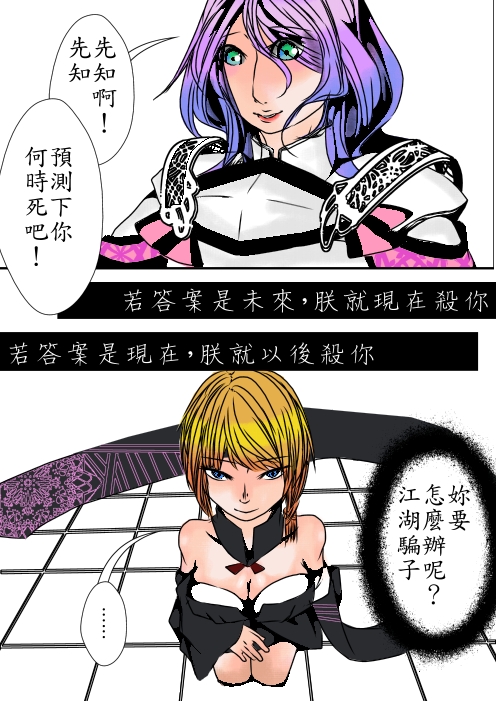 先知啊！
先知
預測下你
何時死吧！
若答案是未來，朕就現在殺你
若答案是現在，朕就以後殺你
妳要
怎麼辦呢？
江湖騙子
……